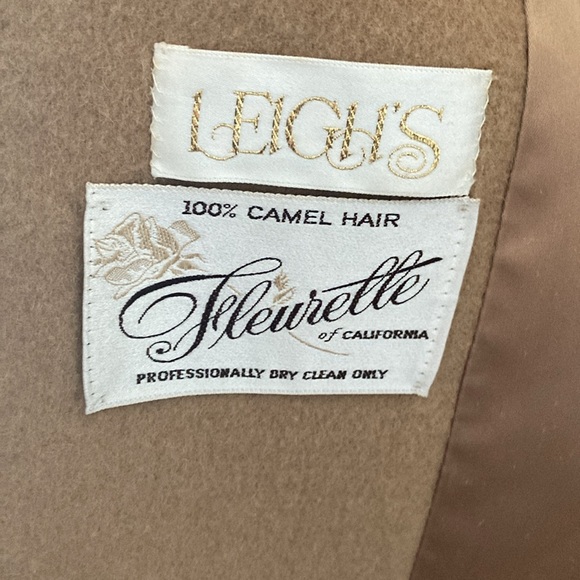 LEIGH'S
100% CAMEL HAIR
Fleurette
of CALIFORNIA
PROFESSIONALLY DRY CLEAN ONLY